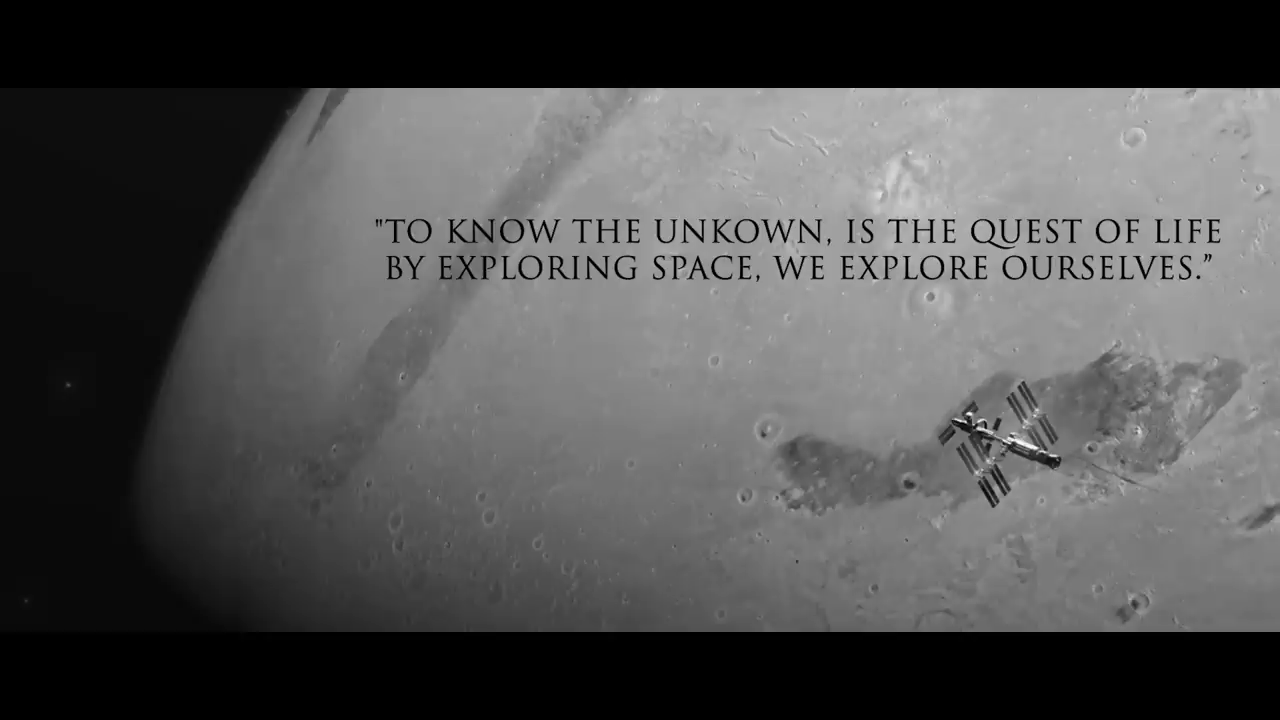 "TO KNOW THE UNKOWN, IS THE QUEST OF LIFE
BY EXPLORING SPACE, WE EXPLORE OURSELVES.”